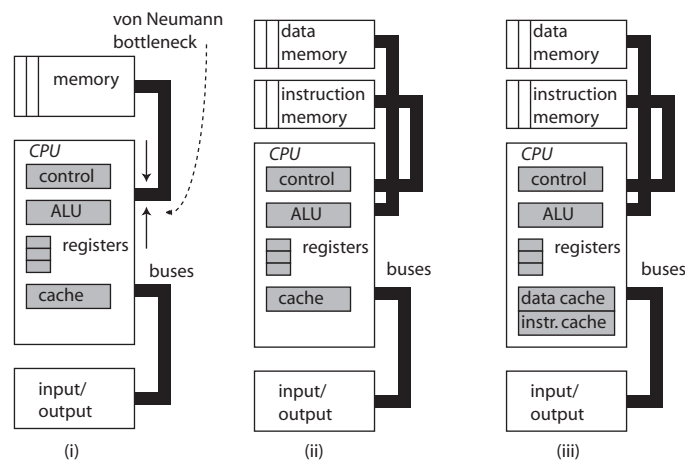 von Neumann
bottleneck
memory
CPU
control
ALU
registers
cache
buses
input/
output
(i)
data
memory
instruction
memory
CPU
control
ALU
registers
cache
buses
input/
output
(ii)
data
memory
instruction
memory
CPU
control
ALU
registers
data cache
instr. cache
buses
input/
output
(iii)